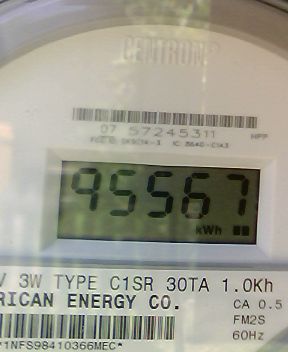 CENTRON
07 57245311 HPP
95567
kWh
V 3W TYPE C1SR 30TA 1.0Kh
RICAN ENERGY CO. CA 0.5
FM2S
60Hz
*1NFS98410366MEC*